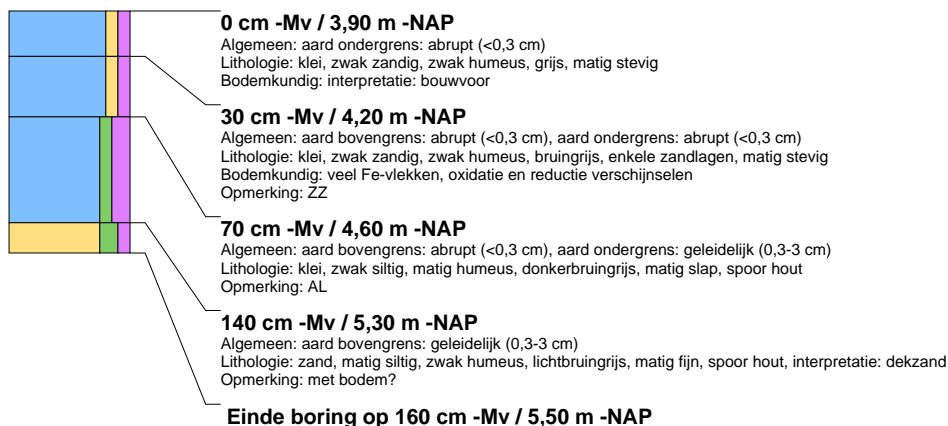 0 cm -Mv / 3,90 m -NAP
Algemeen: aard ondergrens: abrupt (<0,3 cm)
Lithologie: klei, zwak zandig, zwak humeus, grijs, matig stevig
Bodemkundig: interpretatie: bouwvoor
30 cm -Mv / 4,20 m -NAP
Algemeen: aard bovengrens: abrupt (<0,3 cm), aard ondergrens: abrupt (<0,3 cm)
Lithologie: klei, zwak zandig, zwak humeus, bruingrijs, enkele zandlagen, matig stevig
Bodemkundig: veel Fe-vlekken, oxidatie en reductie verschijnselen
Opmerking: ZZ
70 cm -Mv / 4,60 m -NAP
Algemeen: aard bovengrens: abrupt (<0,3 cm), aard ondergrens: geleidelijk (0,3-3 cm)
Lithologie: klei, zwak siltig, matig humeus, donkerbruingrijs, matig slap, spoor hout
Opmerking: AL
140 cm -Mv / 5,30 m -NAP
Algemeen: aard bovengrens: geleidelijk (0,3-3 cm)
Lithologie: zand, matig siltig, zwak humeus, lichtbruingrijs, matig fijn, spoor hout, interpretatie: dekzand
Opmerking: met bodem?
Einde boring op 160 cm -Mv / 5,50 m -NAP